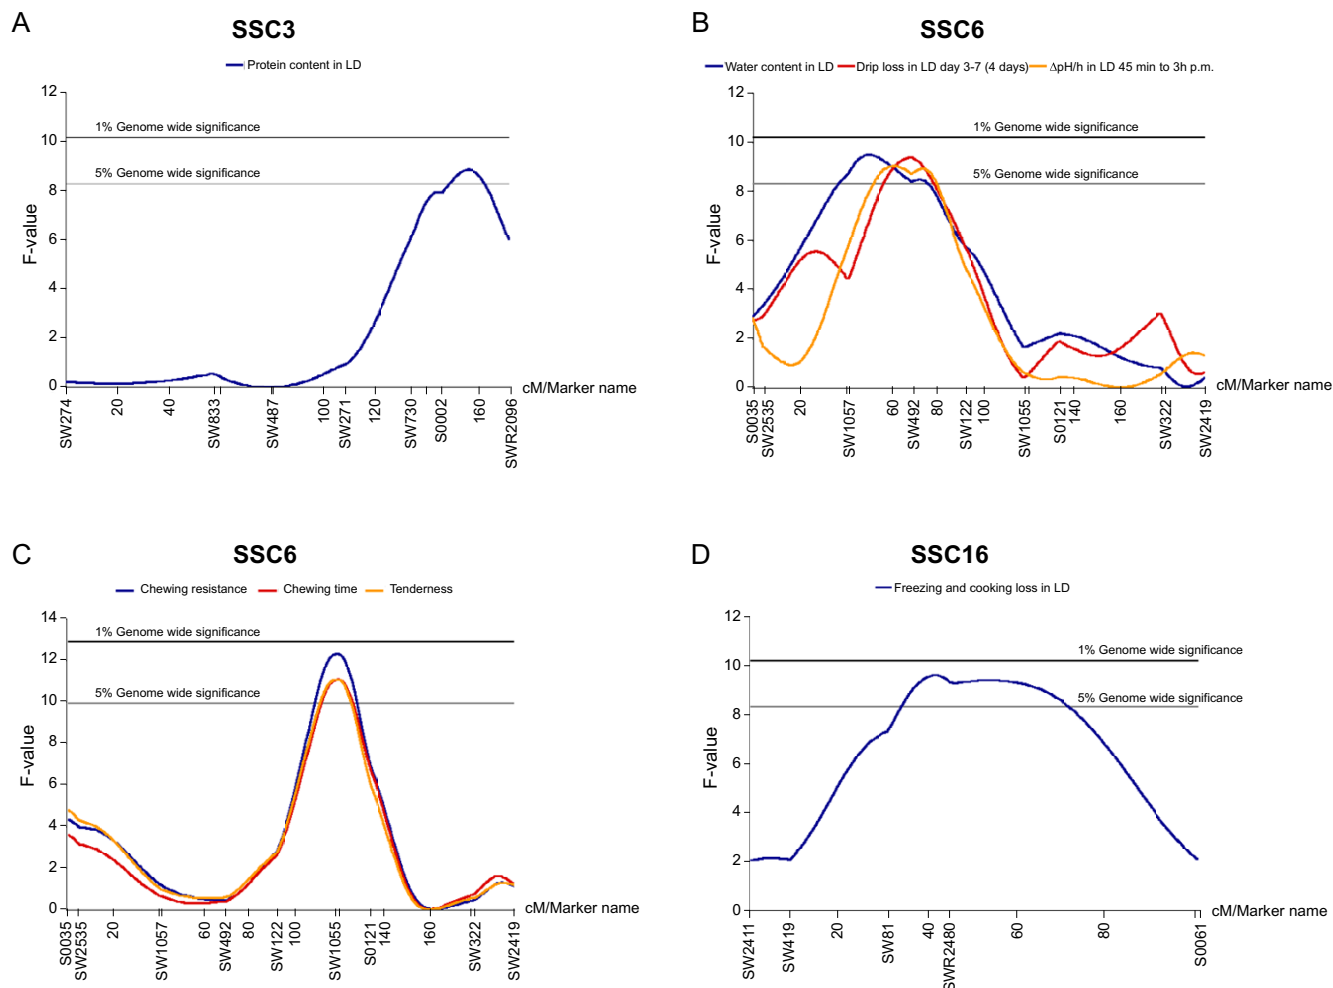 A
SSC3
Protein content in LD
12
10
8
6
4
2
0
F-value
1% Genome wide significance
5% Genome wide significance
SW274
20
40
SW833
SW487
100
SW271
120
SW730
S0002
160
SWR2096
cM/Marker name
B
SSC6
Water content in LD
Drip loss in LD day 3-7 (4 days)
ΔpH/h in LD 45 min to 3h p.m.
12
10
8
6
4
2
0
F-value
1% Genome wide significance
5% Genome wide significance
S0035
SW2535
20
SW1057
60
SW492
80
SW122
100
SW1055
S0121
140
160
SW322
SW2419
cM/Marker name
C
SSC6
Chewing resistance
Chewing time
Tenderness
14
12
10
8
6
4
2
0
F-value
1% Genome wide significance
5% Genome wide significance
S0035
SW2535
20
SW1057
60
SW492
80
SW122
100
SW1055
S0121
140
160
SW322
SW2419
cM/Marker name
D
SSC16
Freezing and cooking loss in LD
12
10
8
6
4
2
0
F-value
1% Genome wide significance
5% Genome wide significance
SW2411
SW419
20
SW81
40
SWR2480
60
80
S0061
cM/Marker name